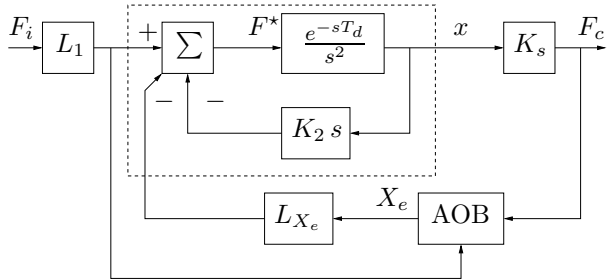 F_i L_1 + ∑ F^⋆ e^{-sT_d} / s^2 x K_s F_c
− − K_2 s
L_{X_e} X_e AOB